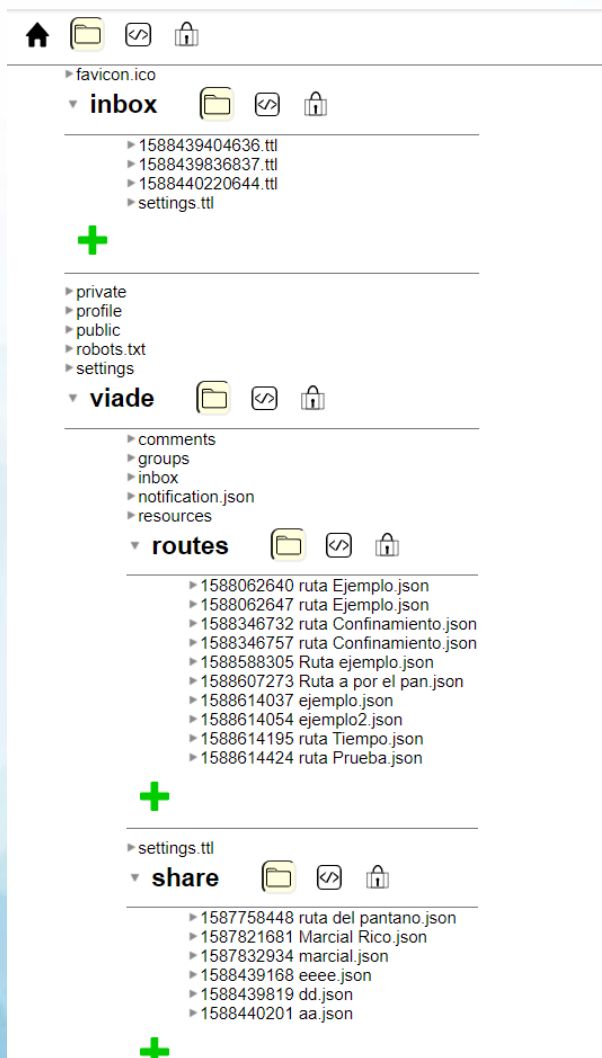 favicon.ico
inbox
1588439404636.ttl
1588439836837.ttl
1588440220644.ttl
settings.ttl
private
profile
public
robots.txt
settings
viade
comments
groups
inbox
notification.json
resources
routes
1588062640 ruta Ejemplo.json
1588062647 ruta Ejemplo.json
1588346732 ruta Confinamiento.json
1588346757 ruta Confinamiento.json
1588588305 Ruta ejemplo.json
1588607273 Ruta a por el pan.json
1588614037 ejemplo.json
1588614054 ejemplo2.json
1588614195 ruta Tiempo.json
1588614424 ruta Prueba.json
settings.ttl
share
1587758448 ruta del pantano.json
1587821681 Marcial Rico.json
1587832934 marcial.json
1588439168 eeee.json
1588439819 dd.json
1588440201 aa.json